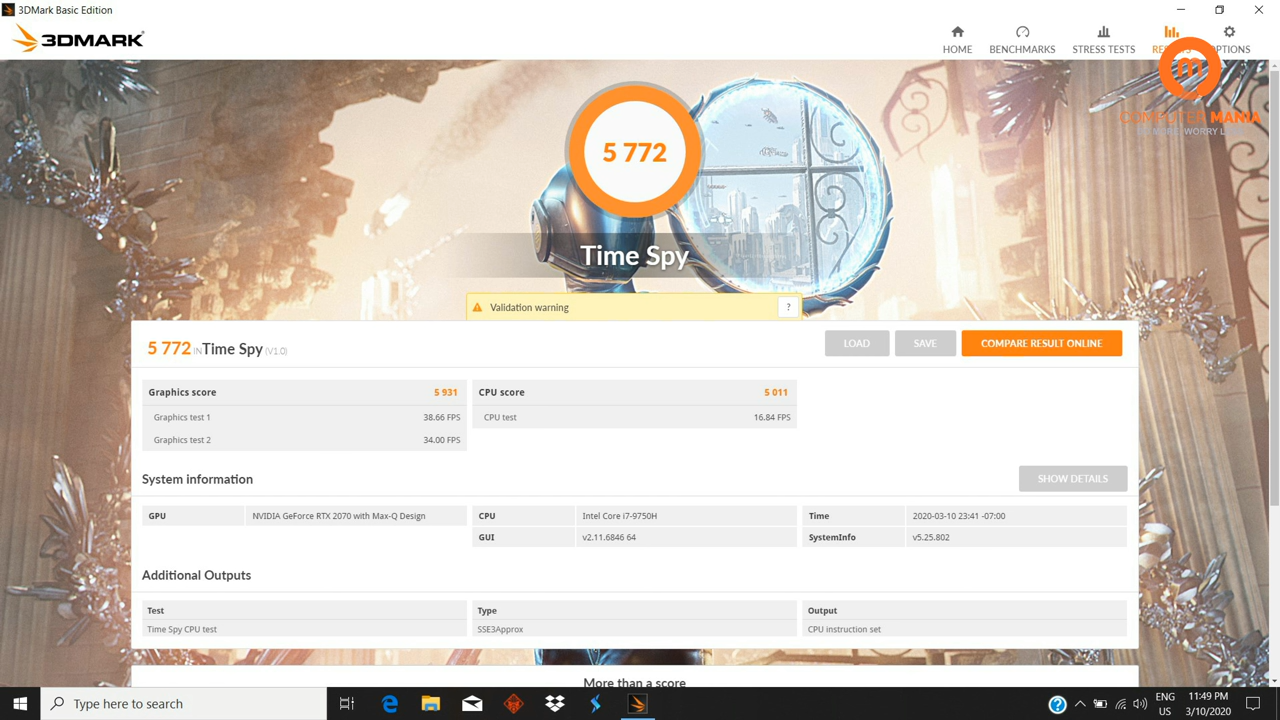 3DMark Basic Edition
3DMARK
HOME
BENCHMARKS
STRESS TESTS
OPTIONS
m
COMPUTER MANIA
5 772
Time Spy
Validation warning
?
5 772 IN Time Spy (V1.0)
LOAD
SAVE
COMPARE RESULT ONLINE
Graphics score 5 931
Graphics test 1 38.66 FPS
Graphics test 2 34.00 FPS
CPU score 5 011
CPU test 16.84 FPS
System information
SHOW DETAILS
GPU NVIDIA GeForce RTX 2070 with Max-Q Design
CPU Intel Core i7-9750H
GUI v2.11.6846 64
Time 2020-03-10 23:41 -07:00
SystemInfo v5.25.802
Additional Outputs
Test Type Output
Time Spy CPU test SSE3Approx CPU instruction set
More than a score
Type here to search
ENG
US
11:49 PM
3/10/2020